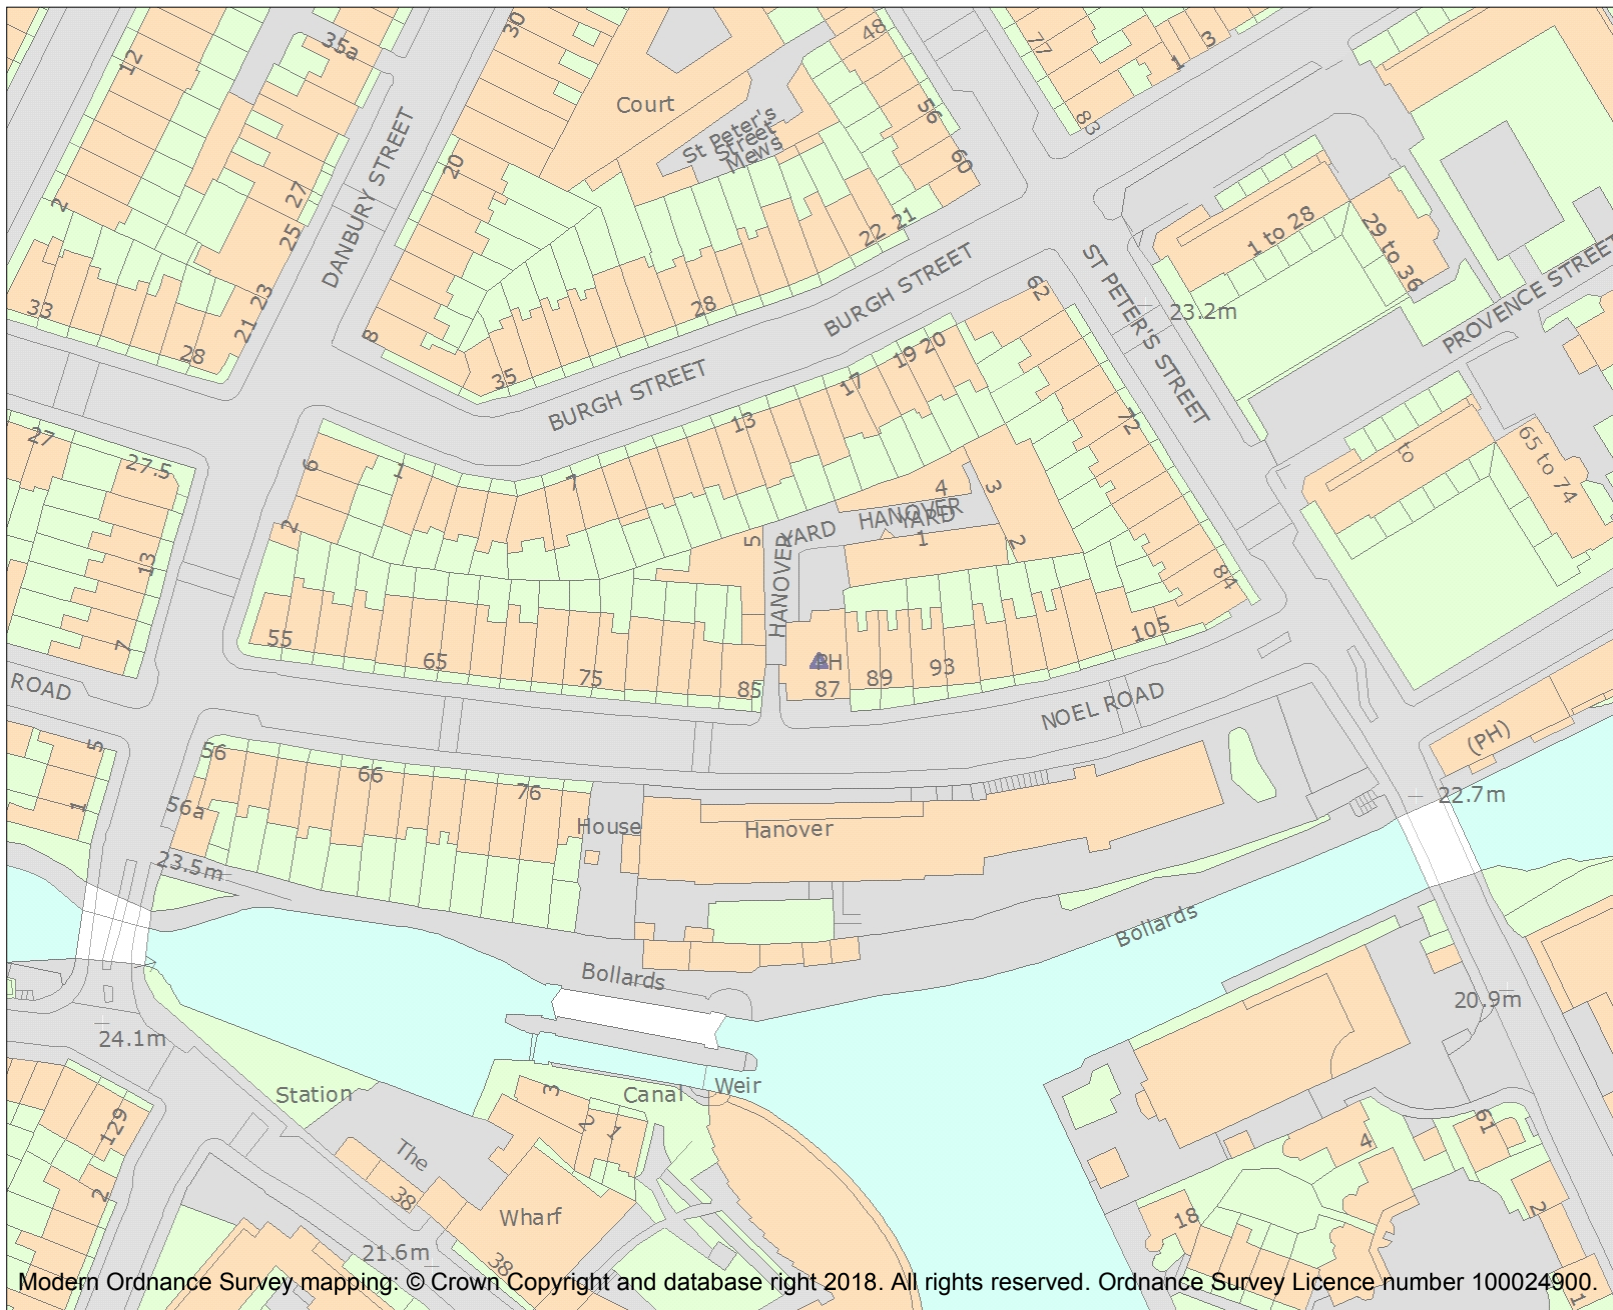 30
48
77
3
1
35a
12
Court
56
83
St Peter's
Street
Mews
DANBURY STREET
20
60
27
2
22 21
1 to 28
29 to 36
25
BURGH STREET
ST PETER'S STREET
62
23
33
28
23.2m
PROVENCE STREET
21
8
28
19 20
35
17
BURGH STREET
13
72
27
27.5
6
1
7
4
3
to
65 to 74
2
HANOVER
YARD
YARD
5
1
2
HANOVER
13
84
55
7
65
75
85
PH
87
89
93
105
ROAD
NOEL ROAD
5
56
66
76
(PH)
1
56a
House
Hanover
22.7m
23.5m
Bollards
Bollards
20.9m
24.1m
Station
3
Canal
Weir
2
1
129
The
4
61
2
38
Wharf
18
2
21.6m
38
1
Modern Ordnance Survey mapping: © Crown Copyright and database right 2018. All rights reserved. Ordnance Survey Licence number 100024900.